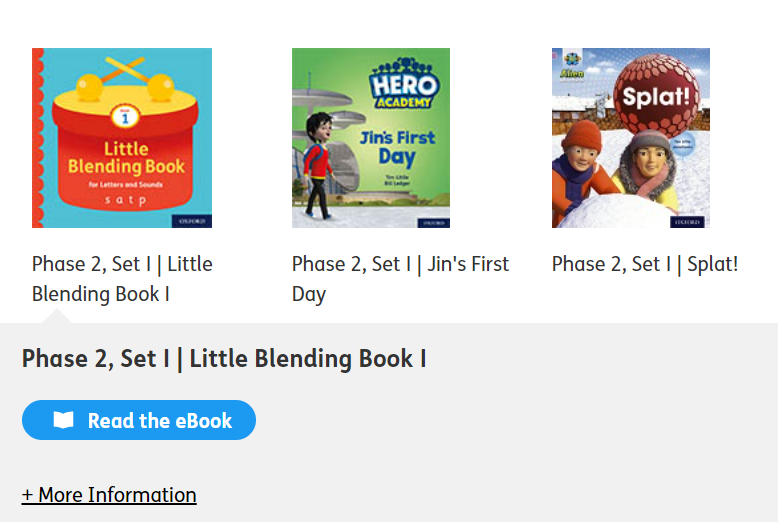 1
Little
Blending Book
for Letters and Sounds
s a t p
OXFORD
HERO
ACADEMY
Jin's First
Day
Tim Little
Bill Ledger
OXFORD
Alien
Splat!
OXFORD
Phase 2, Set 1 | Little
Blending Book 1
Phase 2, Set 1 | Jin's First
Day
Phase 2, Set 1 | Splat!
Phase 2, Set 1 | Little Blending Book 1
Read the eBook
+ More Information